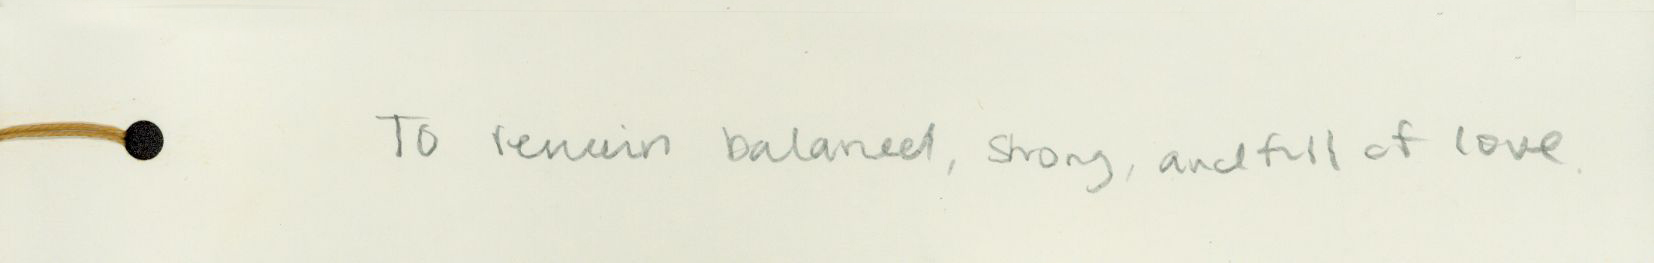 To remain balanced, strong, and full of love.